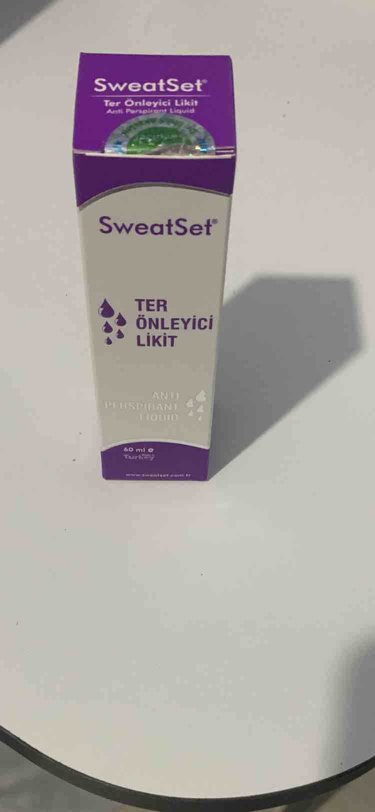 SweatSet®
Ter Önleyici Likit
Anti Perspirant Liquid
SweatSet®
TER
ÖNLEYİCİ
LİKİT
ANTI
PERSPIRANT
LIQUID
60 ml e
Turkey
www.sweatset.com.tr